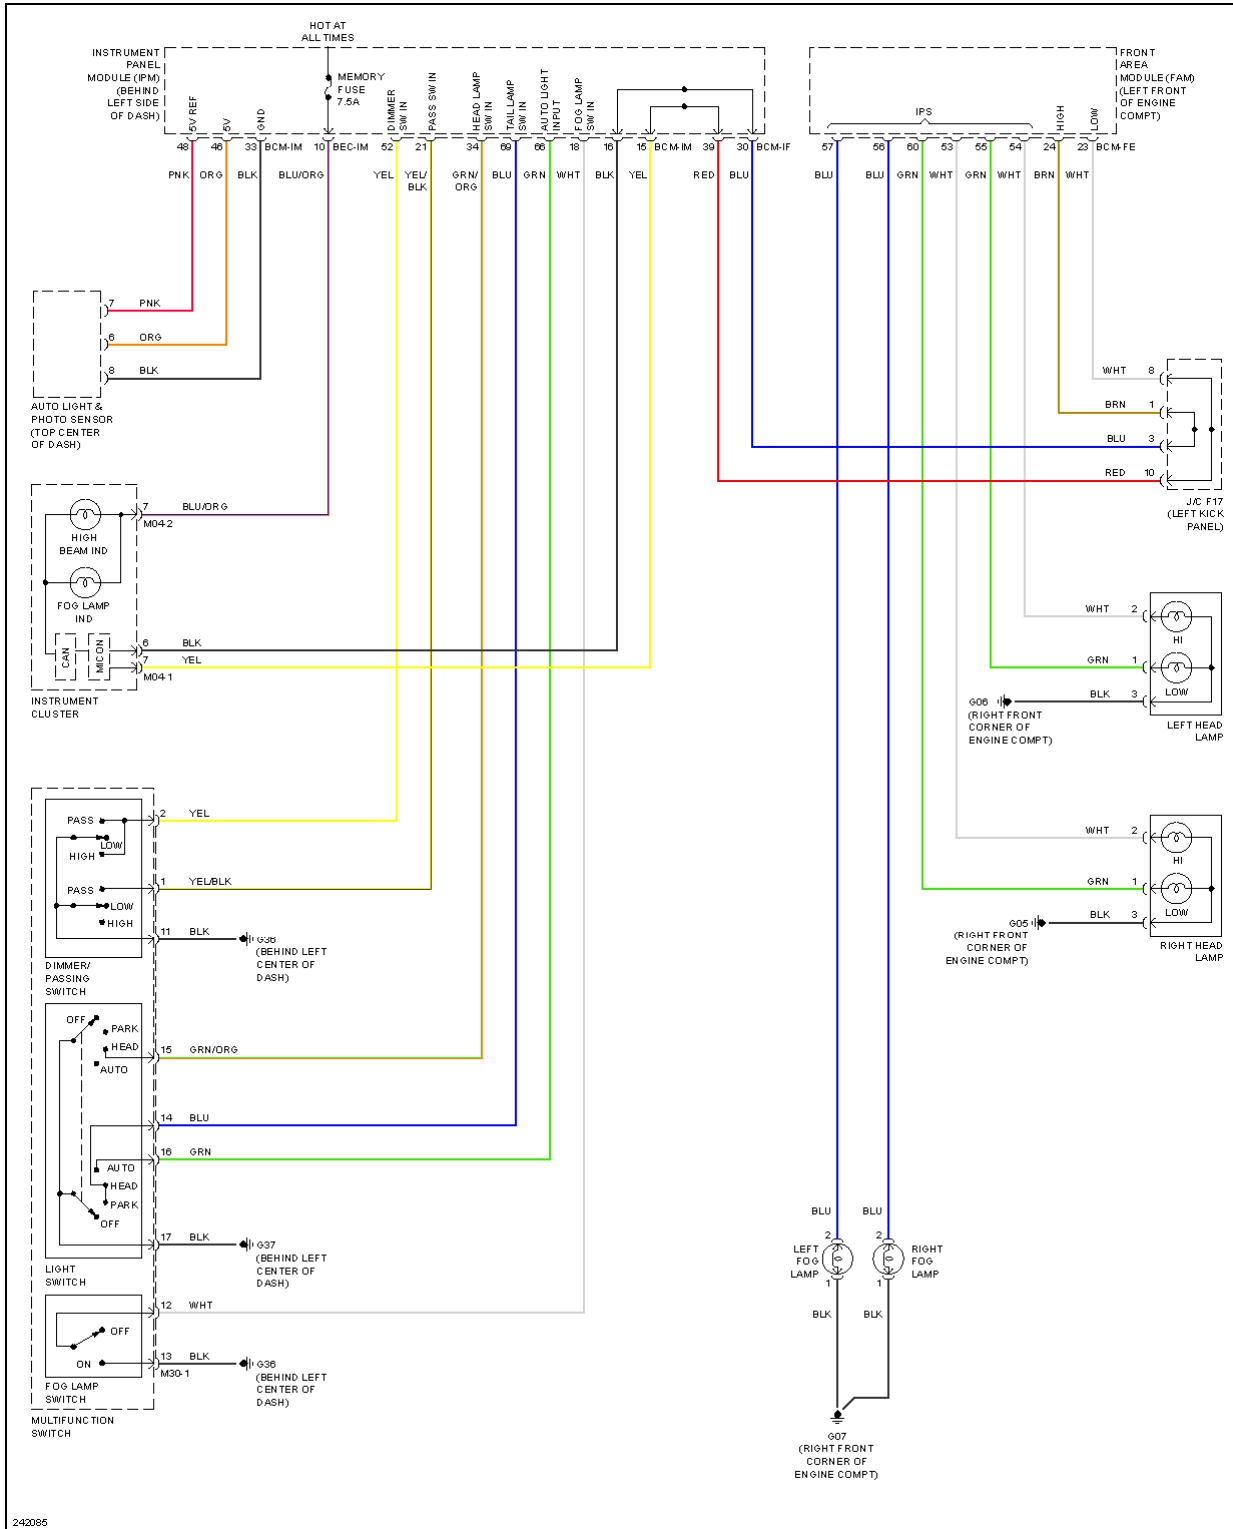 HOT AT
ALL TIMES
INSTRUMENT
PANEL
MODULE (IPM)
(BEHIND
LEFT SIDE
OF DASH)
MEMORY
FUSE
7.5A
5V REF
5V
GND
DIMMER
SW IN
PASS SW IN
HEAD LAMP
SW IN
TAIL LAMP
SW IN
AUTO LIGHT
INPUT
FOG LAMP
SW IN
IPS
HIGH
LOW
FRONT
AREA
MODULE (FAM)
(LEFT FRONT
OF ENGINE
COMPT)
48 46 33 BCM-IM 10 BEC-IM 52 21 34 69 66 18 16 15 BCM-IM 39 30 BCM-IF 57 56 60 53 55 54 24 23 BCM-FE
PNK ORG BLK BLU/ORG YEL YEL/
BLK
GRN/
ORG
BLU GRN WHT BLK YEL RED BLU BLU BLU GRN WHT GRN WHT BRN WHT
7 PNK
6 ORG
8 BLK
AUTO LIGHT &
PHOTO SENSOR
(TOP CENTER
OF DASH)
WHT 8
BRN 1
BLU 3
RED 10
J/C F17
(LEFT KICK
PANEL)
7 BLU/ORG
M04-2
HIGH
BEAM IND
FOG LAMP
IND
CAN
MICON
6 BLK
7 YEL
M04-1
INSTRUMENT
CLUSTER
WHT 2
HI
GRN 1
LOW
BLK 3
G06
(RIGHT FRONT
CORNER OF
ENGINE COMPT)
LEFT HEAD
LAMP
PASS
2 YEL
LOW
HIGH
PASS
1 YEL/BLK
LOW
HIGH
11 BLK
G36
(BEHIND LEFT
CENTER OF
DASH)
DIMMER/
PASSING
SWITCH
WHT 2
HI
GRN 1
LOW
BLK 3
G05
(RIGHT FRONT
CORNER OF
ENGINE COMPT)
RIGHT HEAD
LAMP
OFF
PARK
HEAD
AUTO
15 GRN/ORG
14 BLU
16 GRN
AUTO
HEAD
PARK
OFF
17 BLK
G37
(BEHIND LEFT
CENTER OF
DASH)
LIGHT
SWITCH
12 WHT
OFF
ON
13 BLK
M30-1
G36
(BEHIND LEFT
CENTER OF
DASH)
FOG LAMP
SWITCH
MULTIFUNCTION
SWITCH
BLU BLU
2 2
LEFT
FOG
LAMP
RIGHT
FOG
LAMP
1 1
BLK BLK
G07
(RIGHT FRONT
CORNER OF
ENGINE COMPT)
242085